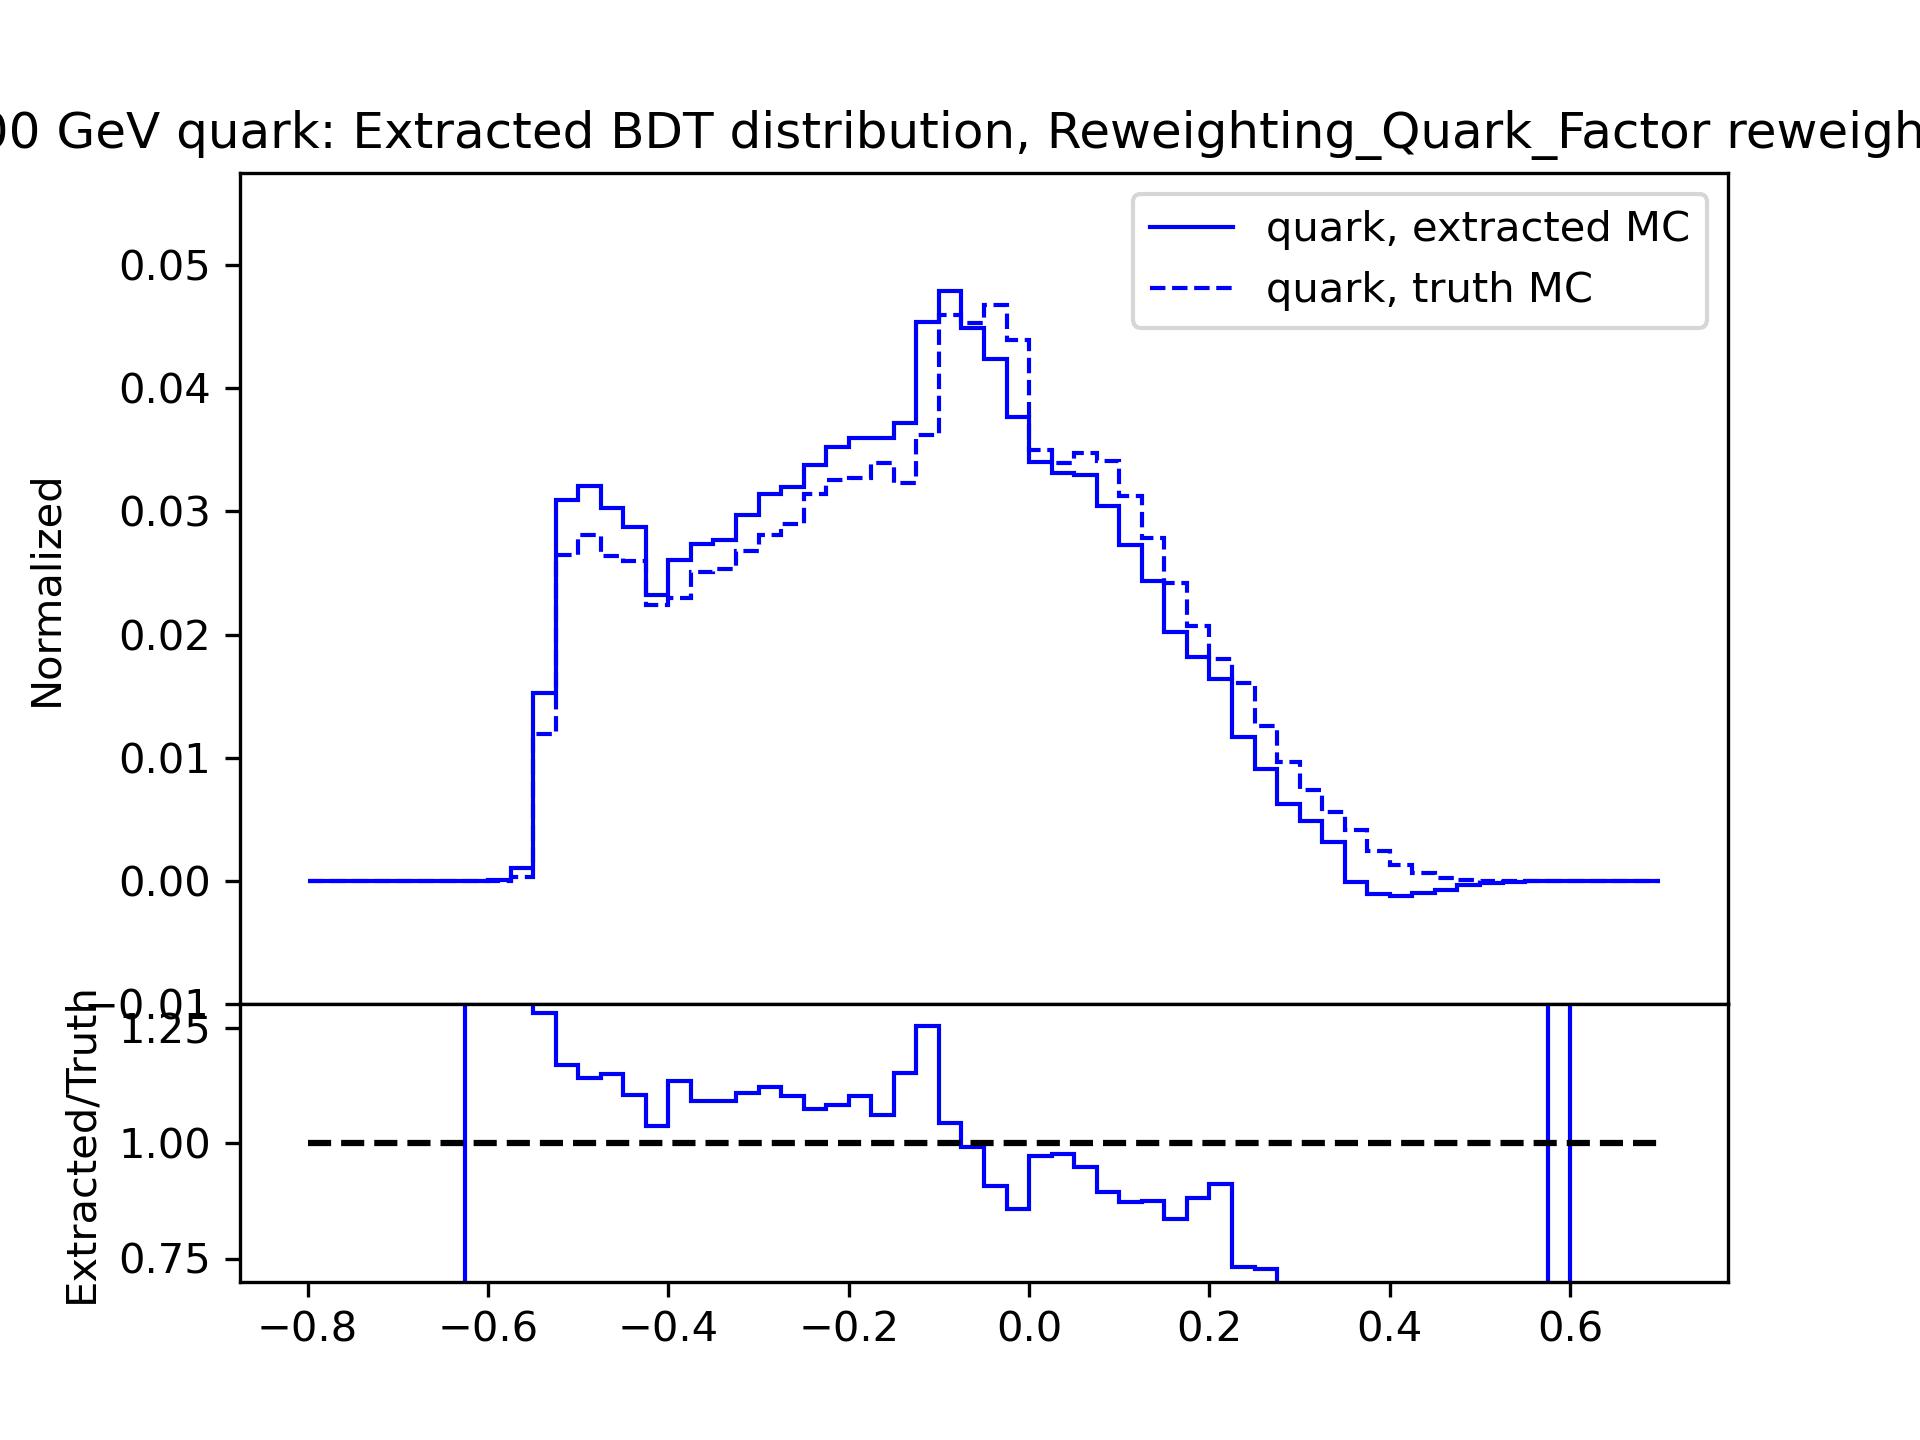 00 GeV quark: Extracted BDT distribution, Reweighting_Quark_Factor reweigh
quark, extracted MC
quark, truth MC
Normalized
0.05
0.04
0.03
0.02
0.01
0.00
−0.01
Extracted/Truth
1.25
1.00
0.75
−0.8 −0.6 −0.4 −0.2 0.0 0.2 0.4 0.6